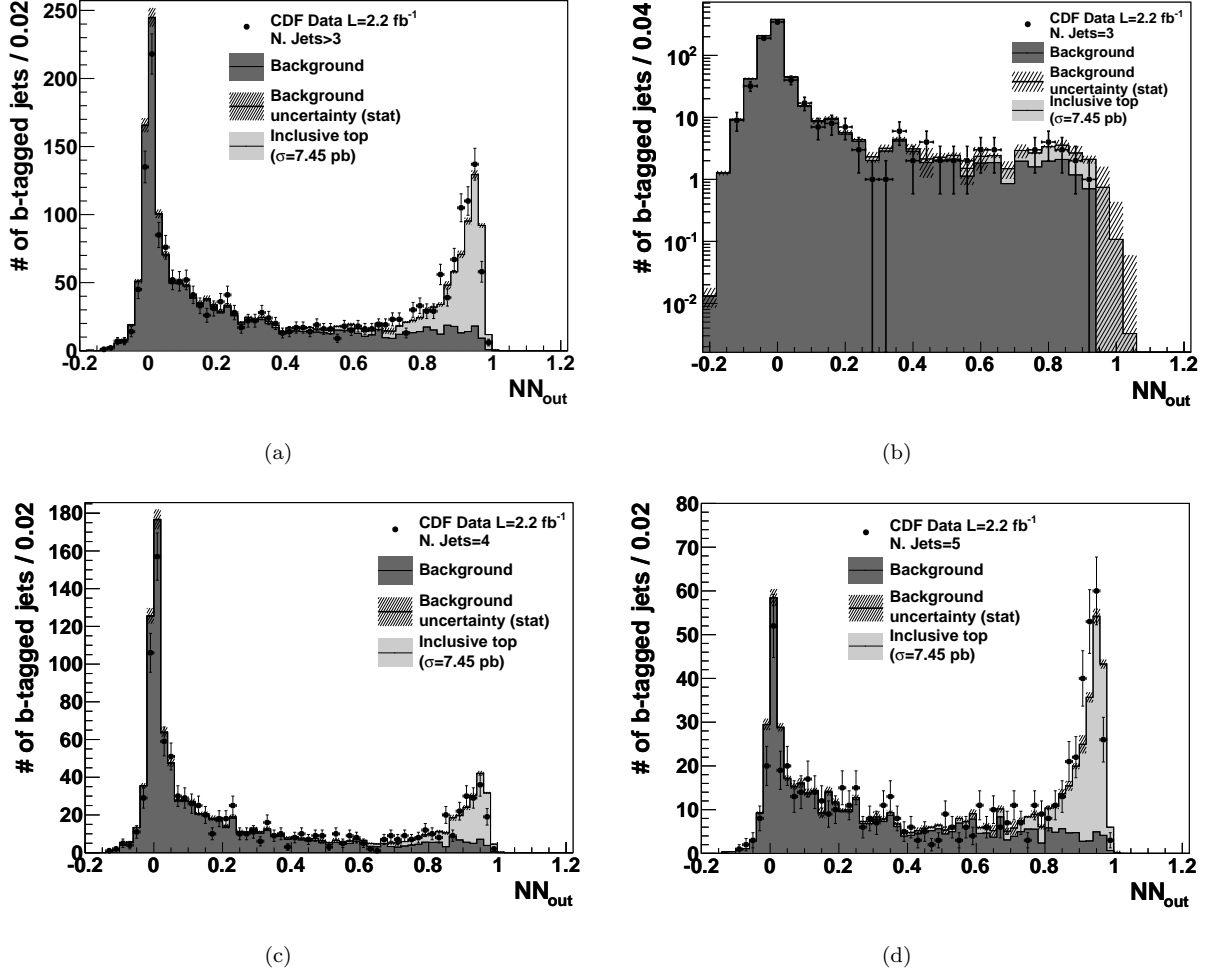 # of b-tagged jets / 0.02
250
200
150
100
50
0
-0.2 0 0.2 0.4 0.6 0.8 1 1.2
NNout
CDF Data L=2.2 fb-1
N. Jets>3
Background
Background
uncertainty (stat)
Inclusive top
(σ=7.45 pb)
(a)
# of b-tagged jets / 0.04
10²
10
1
10⁻¹
10⁻²
-0.2 0 0.2 0.4 0.6 0.8 1 1.2
NNout
CDF Data L=2.2 fb-1
N. Jets=3
Background
Background
uncertainty (stat)
Inclusive top
(σ=7.45 pb)
(b)
# of b-tagged jets / 0.02
180
160
140
120
100
80
60
40
20
0
-0.2 0 0.2 0.4 0.6 0.8 1 1.2
NNout
CDF Data L=2.2 fb-1
N. Jets=4
Background
Background
uncertainty (stat)
Inclusive top
(σ=7.45 pb)
(c)
# of b-tagged jets / 0.02
80
70
60
50
40
30
20
10
0
-0.2 0 0.2 0.4 0.6 0.8 1 1.2
NNout
CDF Data L=2.2 fb-1
N. Jets=5
Background
Background
uncertainty (stat)
Inclusive top
(σ=7.45 pb)
(d)